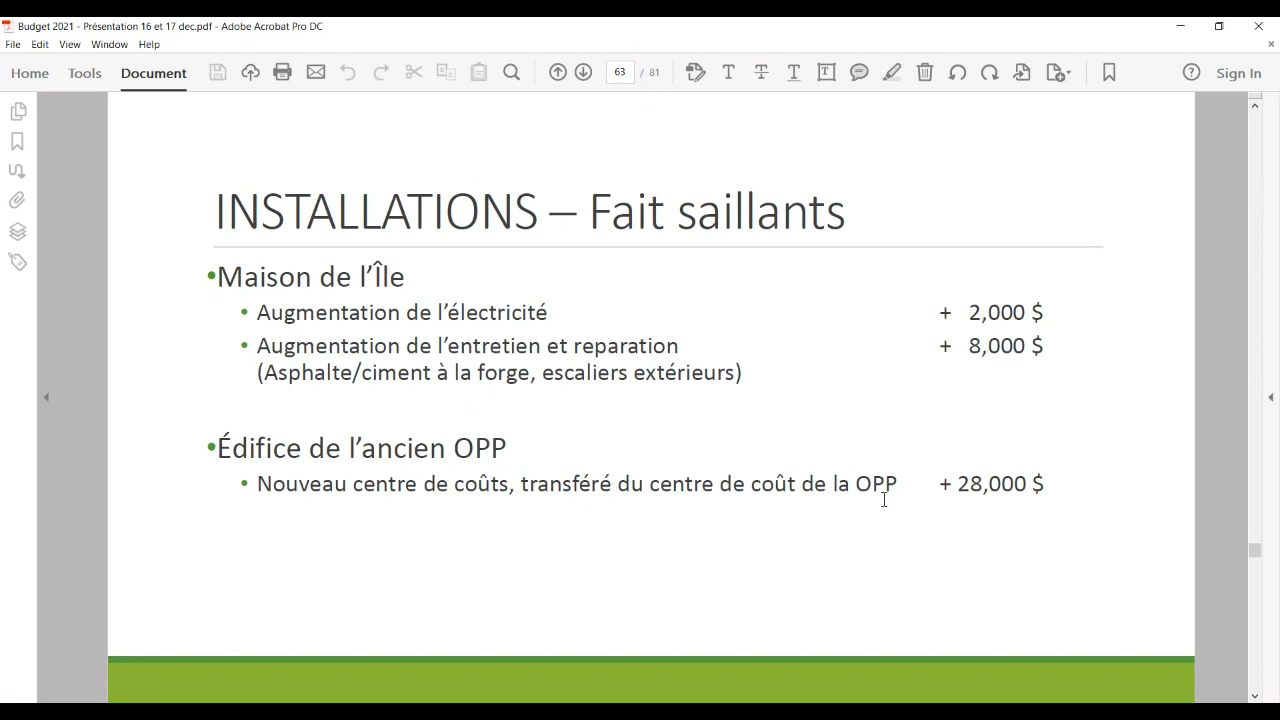 Budget 2021 - Présentation 16 et 17 dec.pdf - Adobe Acrobat Pro DC
File Edit View Window Help
Home Tools Document 63 / 81 Sign In
INSTALLATIONS – Fait saillants
•Maison de l'Île
• Augmentation de l'électricité + 2,000 $
• Augmentation de l'entretien et reparation + 8,000 $
(Asphalte/ciment à la forge, escaliers extérieurs)
•Édifice de l'ancien OPP
• Nouveau centre de coûts, transféré du centre de coût de la OPP + 28,000 $